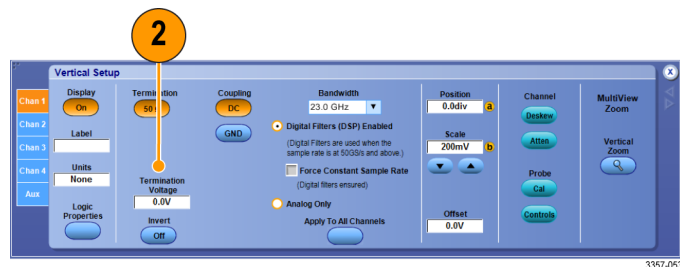 2
Vertical Setup
x
Chan 1
Chan 2
Chan 3
Chan 4
Aux
Display
On
Label
Units
None
Logic
Properties
Termination
50
Termination
Voltage
0.0V
Invert
Off
Coupling
DC
GND
Bandwidth
23.0 GHz
Digital Filters (DSP) Enabled
(Digital Filters are used when the
sample rate is at 50GS/s and above.)
Force Constant Sample Rate
(Digital filters ensured)
Analog Only
Apply To All Channels
Position
0.0div
a
Scale
200mV
b
Offset
0.0V
Channel
Deskew
Atten
Probe
Cal
Controls
MultiView
Zoom
Vertical
Zoom